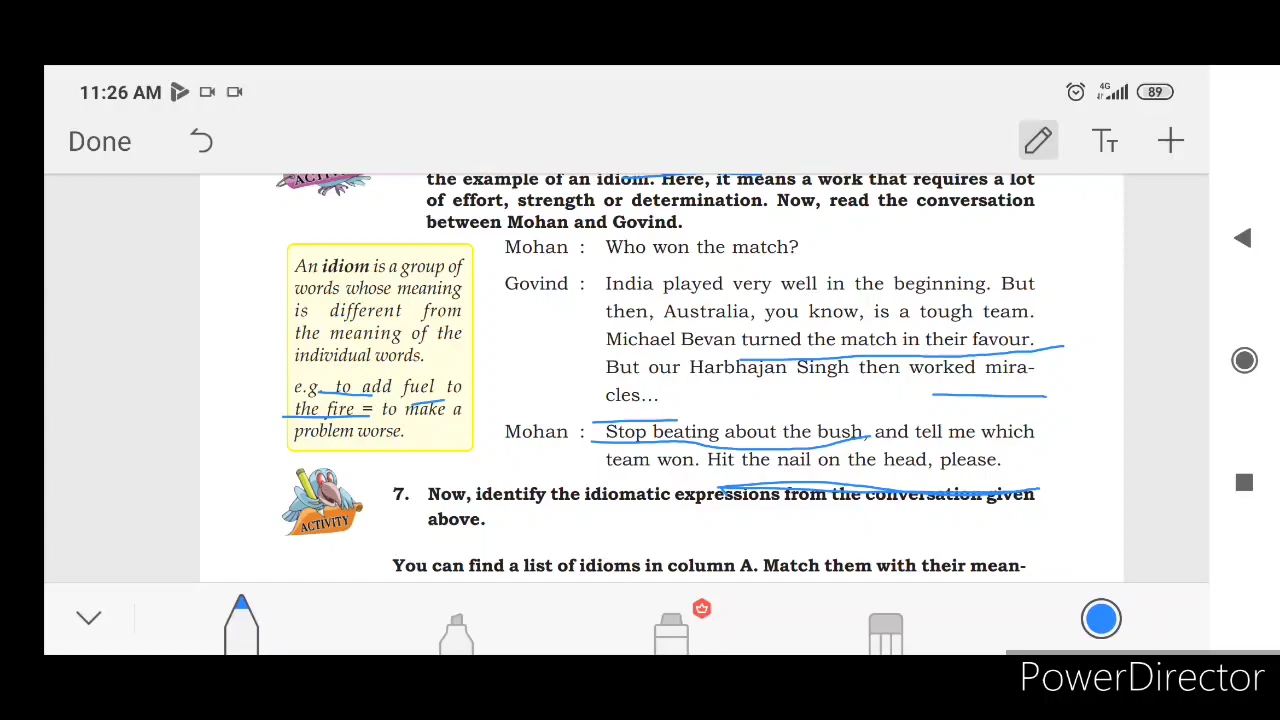 11:26 AM
4G
89
Done
TT
ACTI
the example of an idiom. Here, it means a work that requires a lot
of effort, strength or determination. Now, read the conversation
between Mohan and Govind.
An idiom is a group of
words whose meaning
is different from
the meaning of the
individual words.
e.g. to add fuel to
the fire = to make a
problem worse.
Mohan : Who won the match?
Govind : India played very well in the beginning. But
then, Australia, you know, is a tough team.
Michael Bevan turned the match in their favour.
But our Harbhajan Singh then worked mira-
cles...
Mohan : Stop beating about the bush, and tell me which
team won. Hit the nail on the head, please.
ACTIVITY
7. Now, identify the idiomatic expressions from the conversation given
above.
You can find a list of idioms in column A. Match them with their mean-
PowerDirector